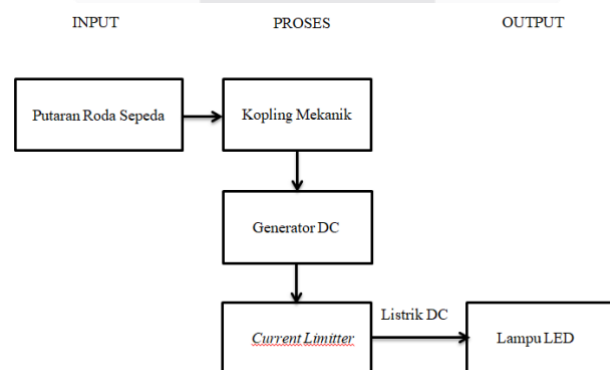 INPUT PROSES OUTPUT
Putaran Roda Sepeda
Kopling Mekanik
Generator DC
Current Limitter
Listrik DC
Lampu LED